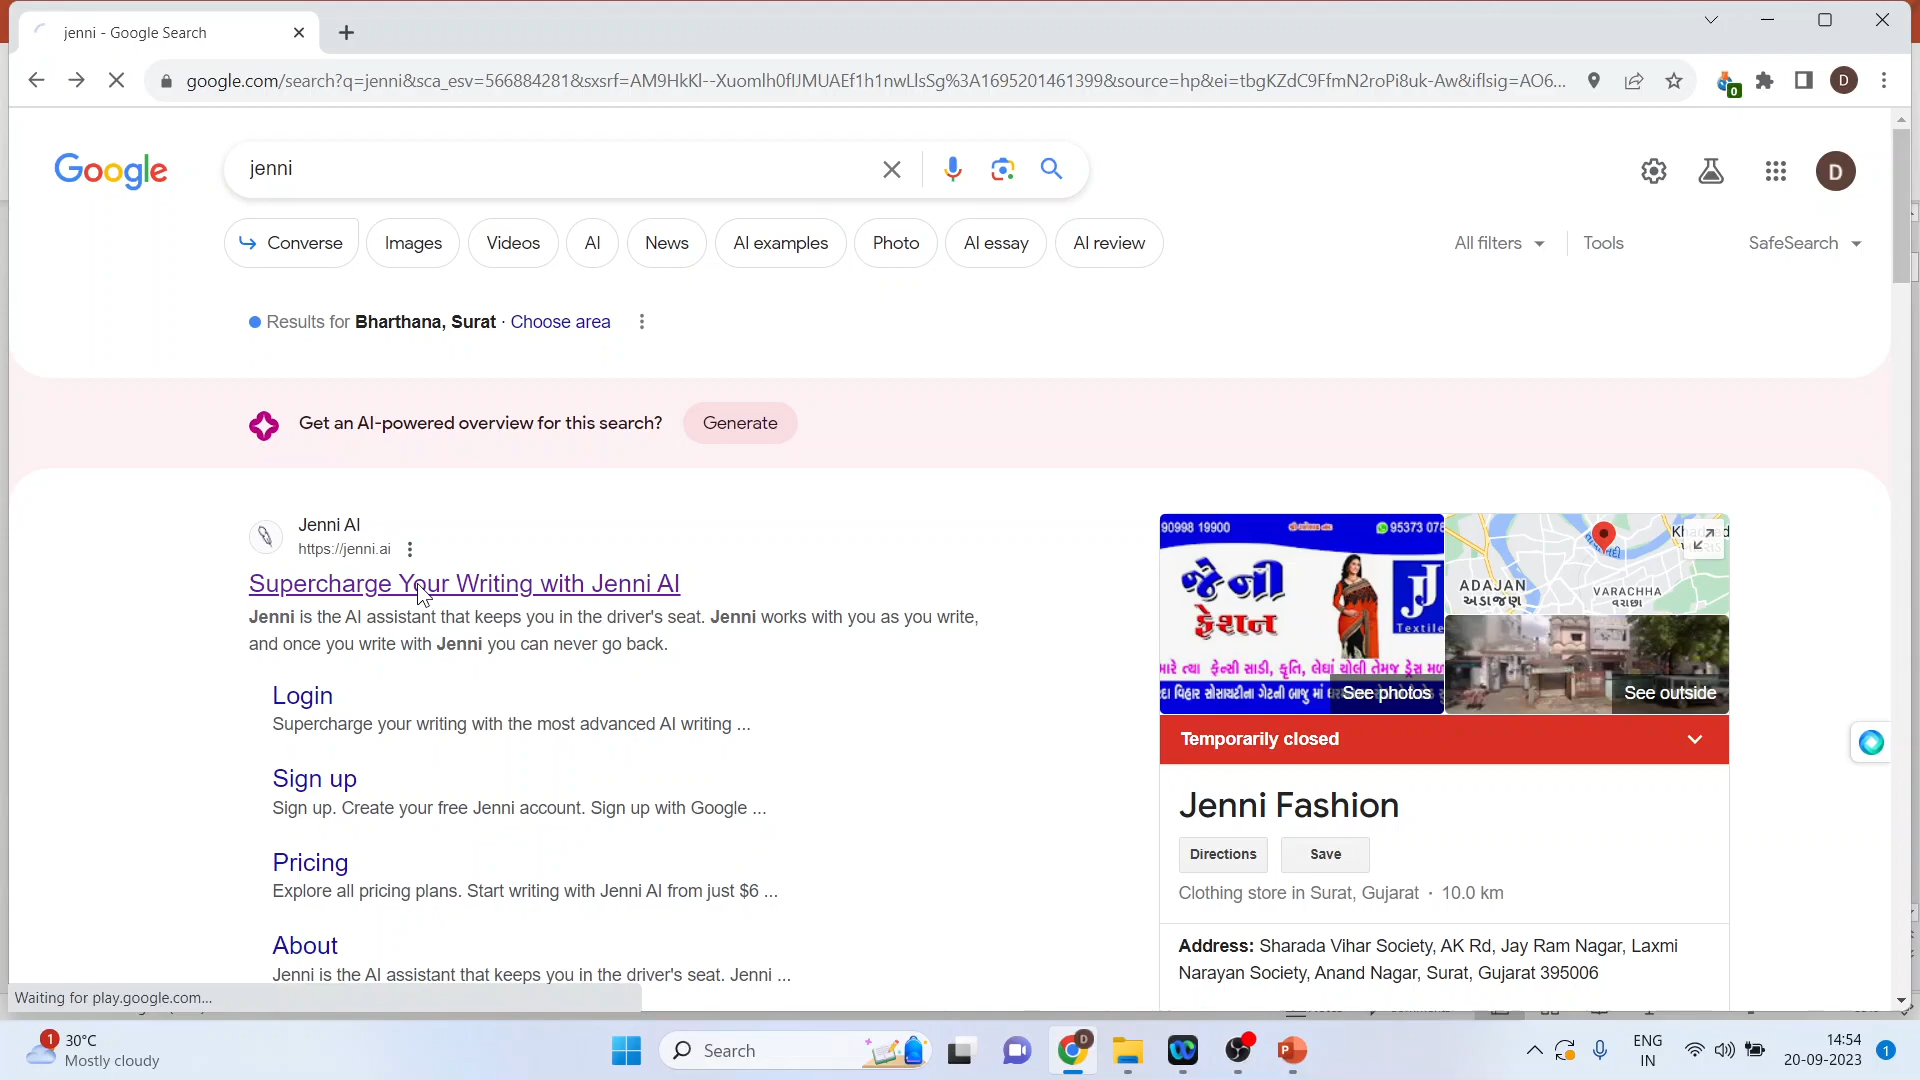 jenni - Google Search
google.com/search?q=jenni&sca_esv=566884281&sxsrf=AM9HkKl--Xuomlh0fIJMUAEf1h1nwLlsSg%3A1695201461399&source=hp&ei=tbgKZdC9FfmN2roPi8uk-Aw&iflsig=AO6...
0
D
Google
jenni
D
Converse
Images
Videos
AI
News
AI examples
Photo
AI essay
AI review
All filters
Tools
SafeSearch
Results for Bharthana, Surat · Choose area
Get an AI-powered overview for this search?
Generate
Jenni AI
https://jenni.ai
Supercharge Your Writing with Jenni AI
Jenni is the AI assistant that keeps you in the driver's seat. Jenni works with you as you write,
and once you write with Jenni you can never go back.
Login
Supercharge your writing with the most advanced AI writing ...
Sign up
Sign up. Create your free Jenni account. Sign up with Google ...
Pricing
Explore all pricing plans. Start writing with Jenni AI from just $6 ...
About
Jenni is the AI assistant that keeps you in the driver's seat. Jenni ...
90998 19900
95373 078
જેની
ફેશન
Textile
See photos
ADAJAN
અડાજણ
VARACHHA
વરાછા
See outside
Temporarily closed
Jenni Fashion
Directions
Save
Clothing store in Surat, Gujarat · 10.0 km
Address: Sharada Vihar Society, AK Rd, Jay Ram Nagar, Laxmi
Narayan Society, Anand Nagar, Surat, Gujarat 395006
Waiting for play.google.com...
1
30°C
Mostly cloudy
Search
D
P
ENG
IN
14:54
20-09-2023
1